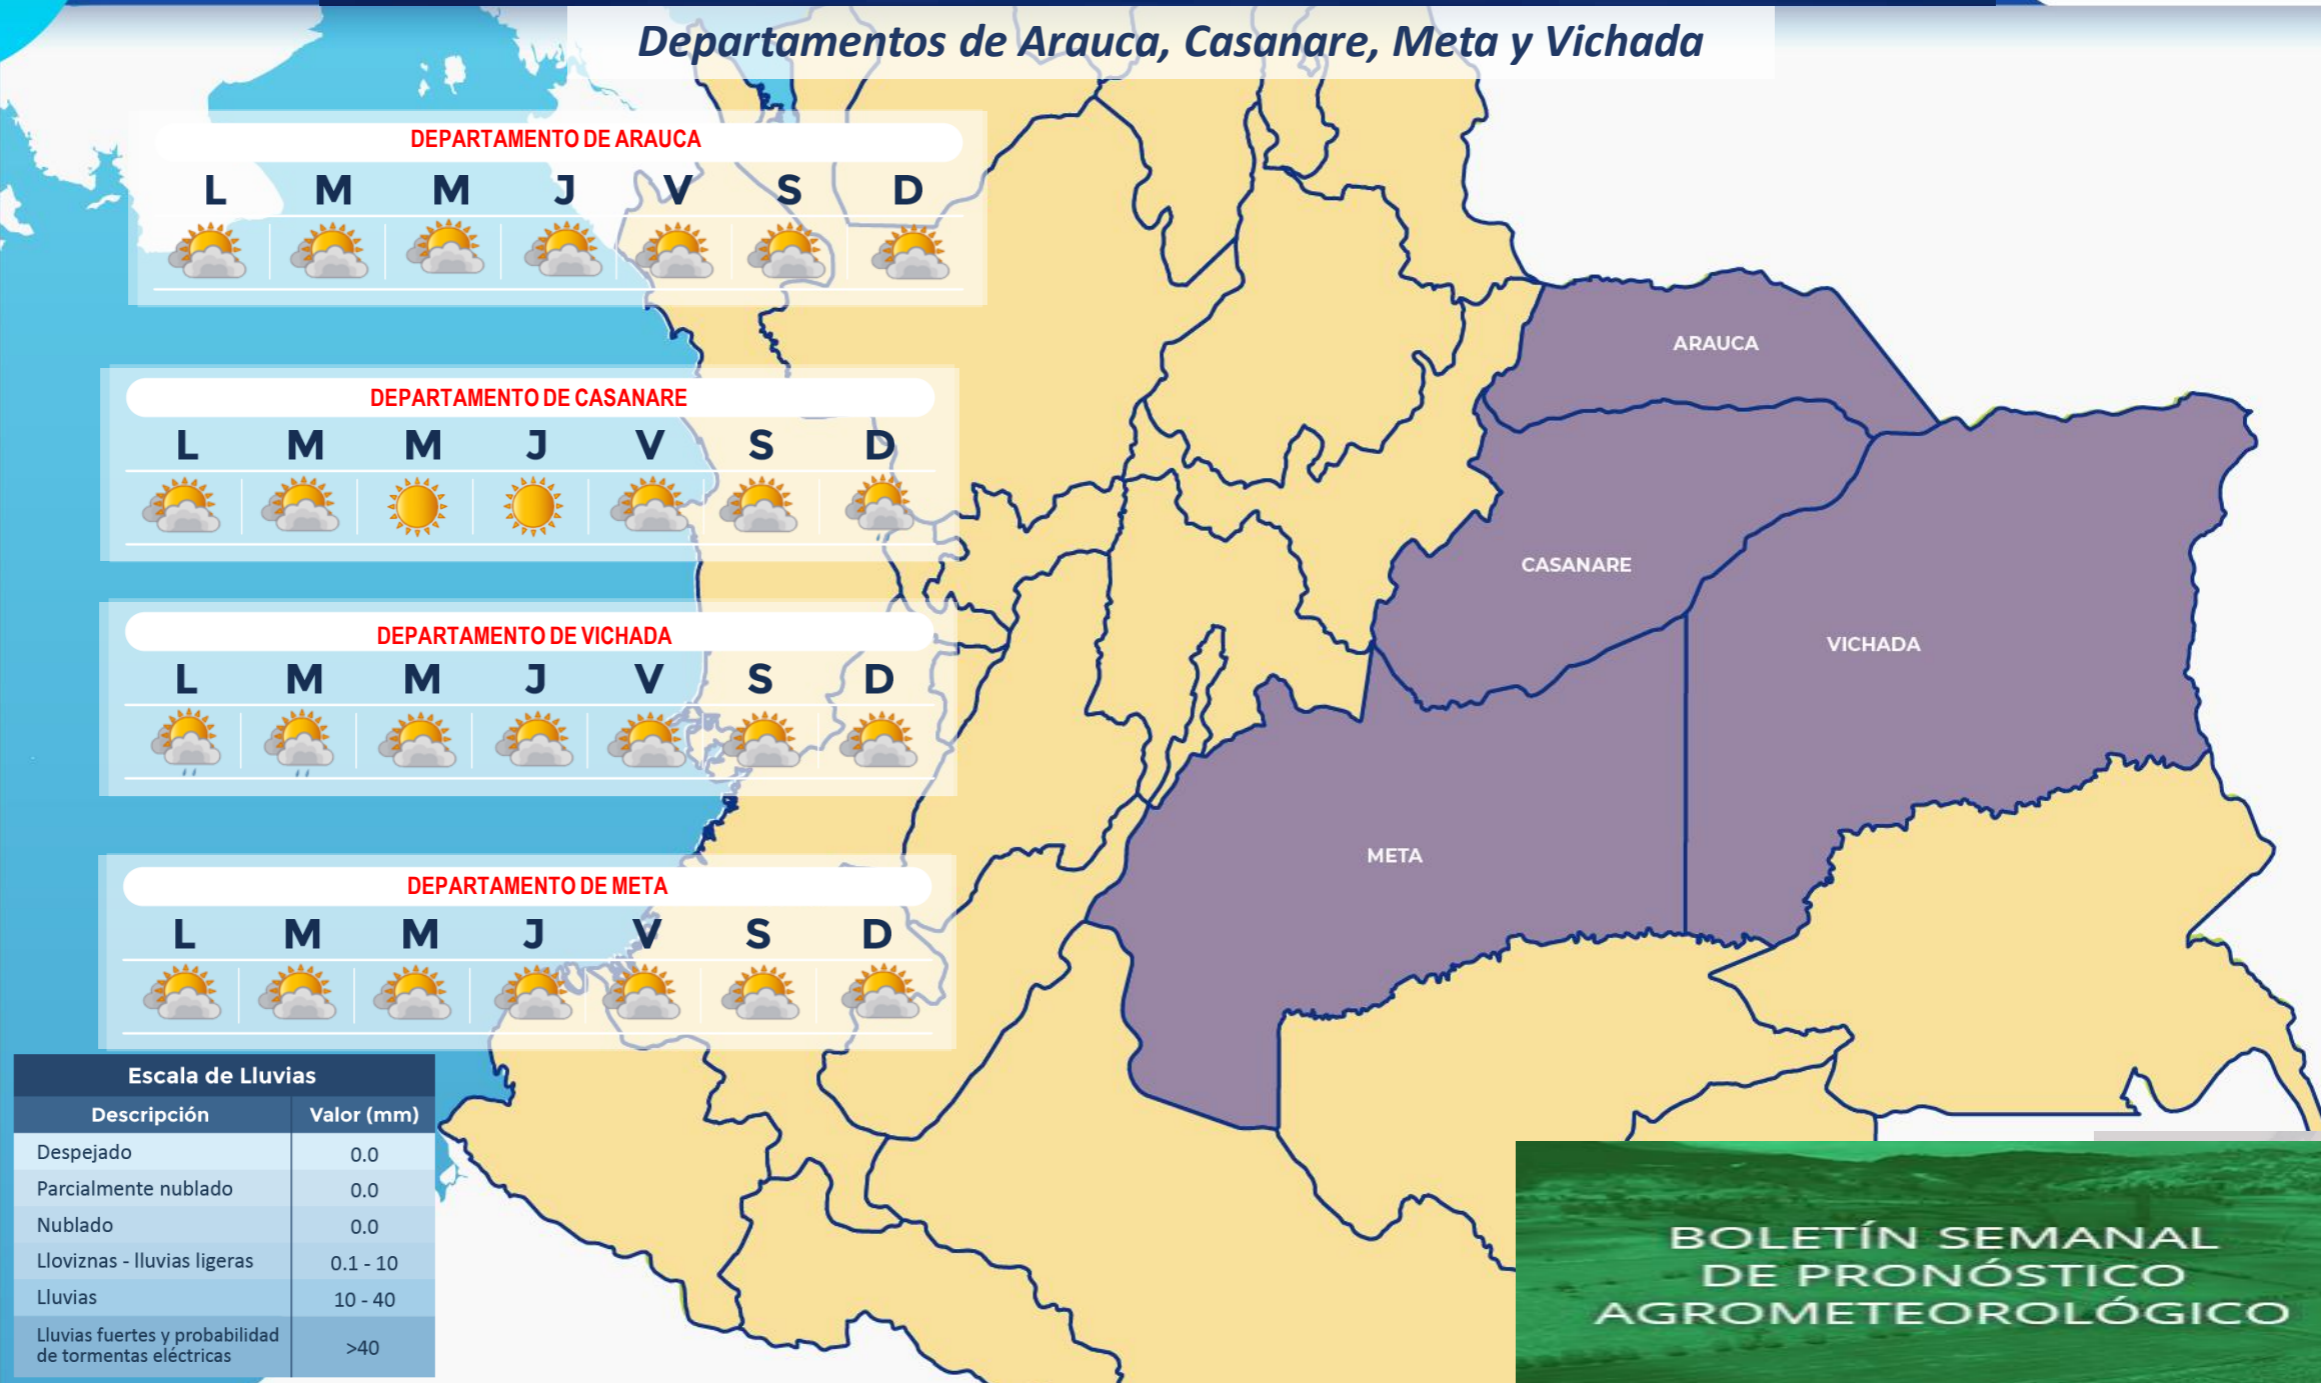 Departamentos de Arauca, Casanare, Meta y Vichada
DEPARTAMENTO DE ARAUCA
L M M J V S D
DEPARTAMENTO DE CASANARE
L M M J V S D
DEPARTAMENTO DE VICHADA
L M M J V S D
DEPARTAMENTO DE META
L M M J V S D
ARAUCA
CASANARE
VICHADA
META
Escala de Lluvias
Descripción Valor (mm)
Despejado 0.0
Parcialmente nublado 0.0
Nublado 0.0
Lloviznas - lluvias ligeras 0.1 - 10
Lluvias 10 - 40
Lluvias fuertes y probabilidad
de tormentas eléctricas >40
BOLETÍN SEMANAL
DE PRONÓSTICO
AGROMETEOROLÓGICO